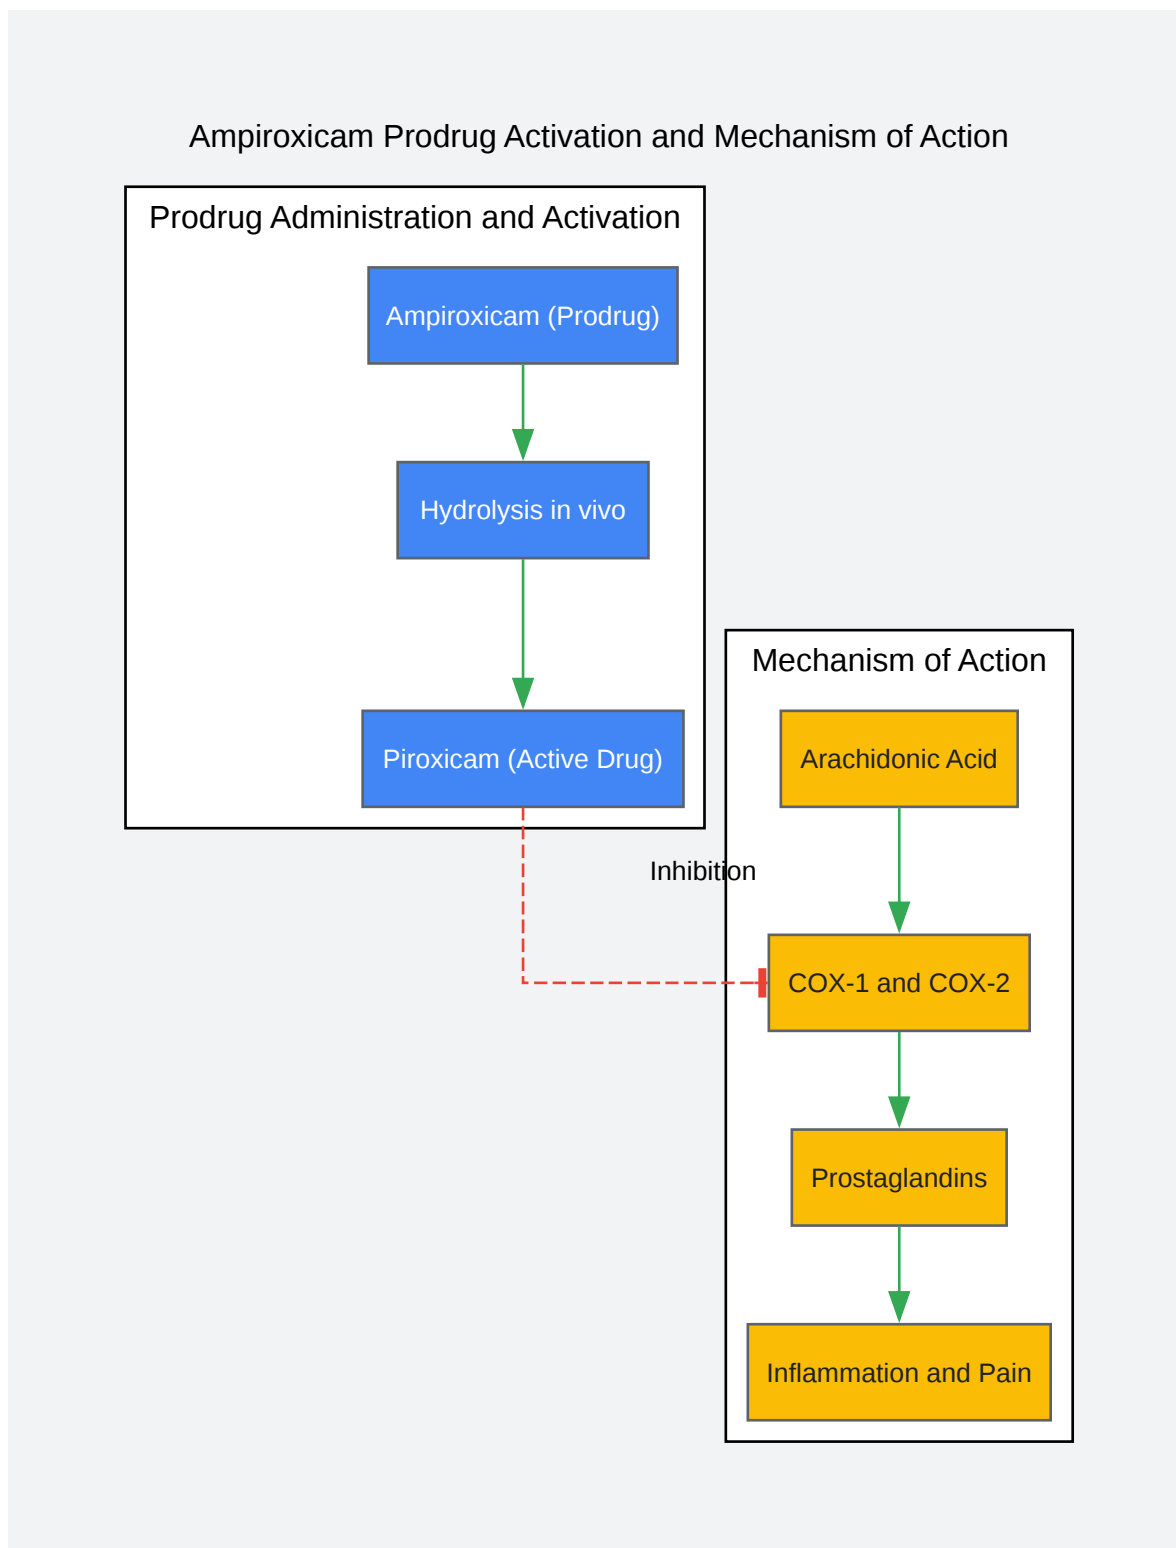 Ampiroxicam Prodrug Activation and Mechanism of Action
Prodrug Administration and Activation
Ampiroxicam (Prodrug)
Hydrolysis in vivo
Piroxicam (Active Drug)
Inhibition
Mechanism of Action
Arachidonic Acid
COX-1 and COX-2
Prostaglandins
Inflammation and Pain